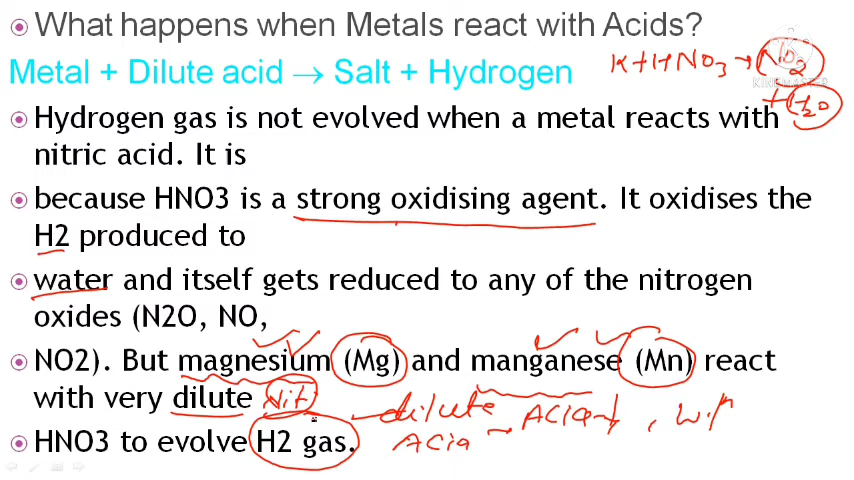 What happens when Metals react with Acids?
Metal + Dilute acid → Salt + Hydrogen
K+HNO3 → NO2
+H2O
KINEMASTER
Hydrogen gas is not evolved when a metal reacts with
nitric acid. It is
because HNO3 is a strong oxidising agent. It oxidises the
H2 produced to
water and itself gets reduced to any of the nitrogen
oxides (N2O, NO,
NO2). But magnesium (Mg) and manganese (Mn) react
with very dilute Nit
dilute
HNO3 to evolve H2 gas.
Acid